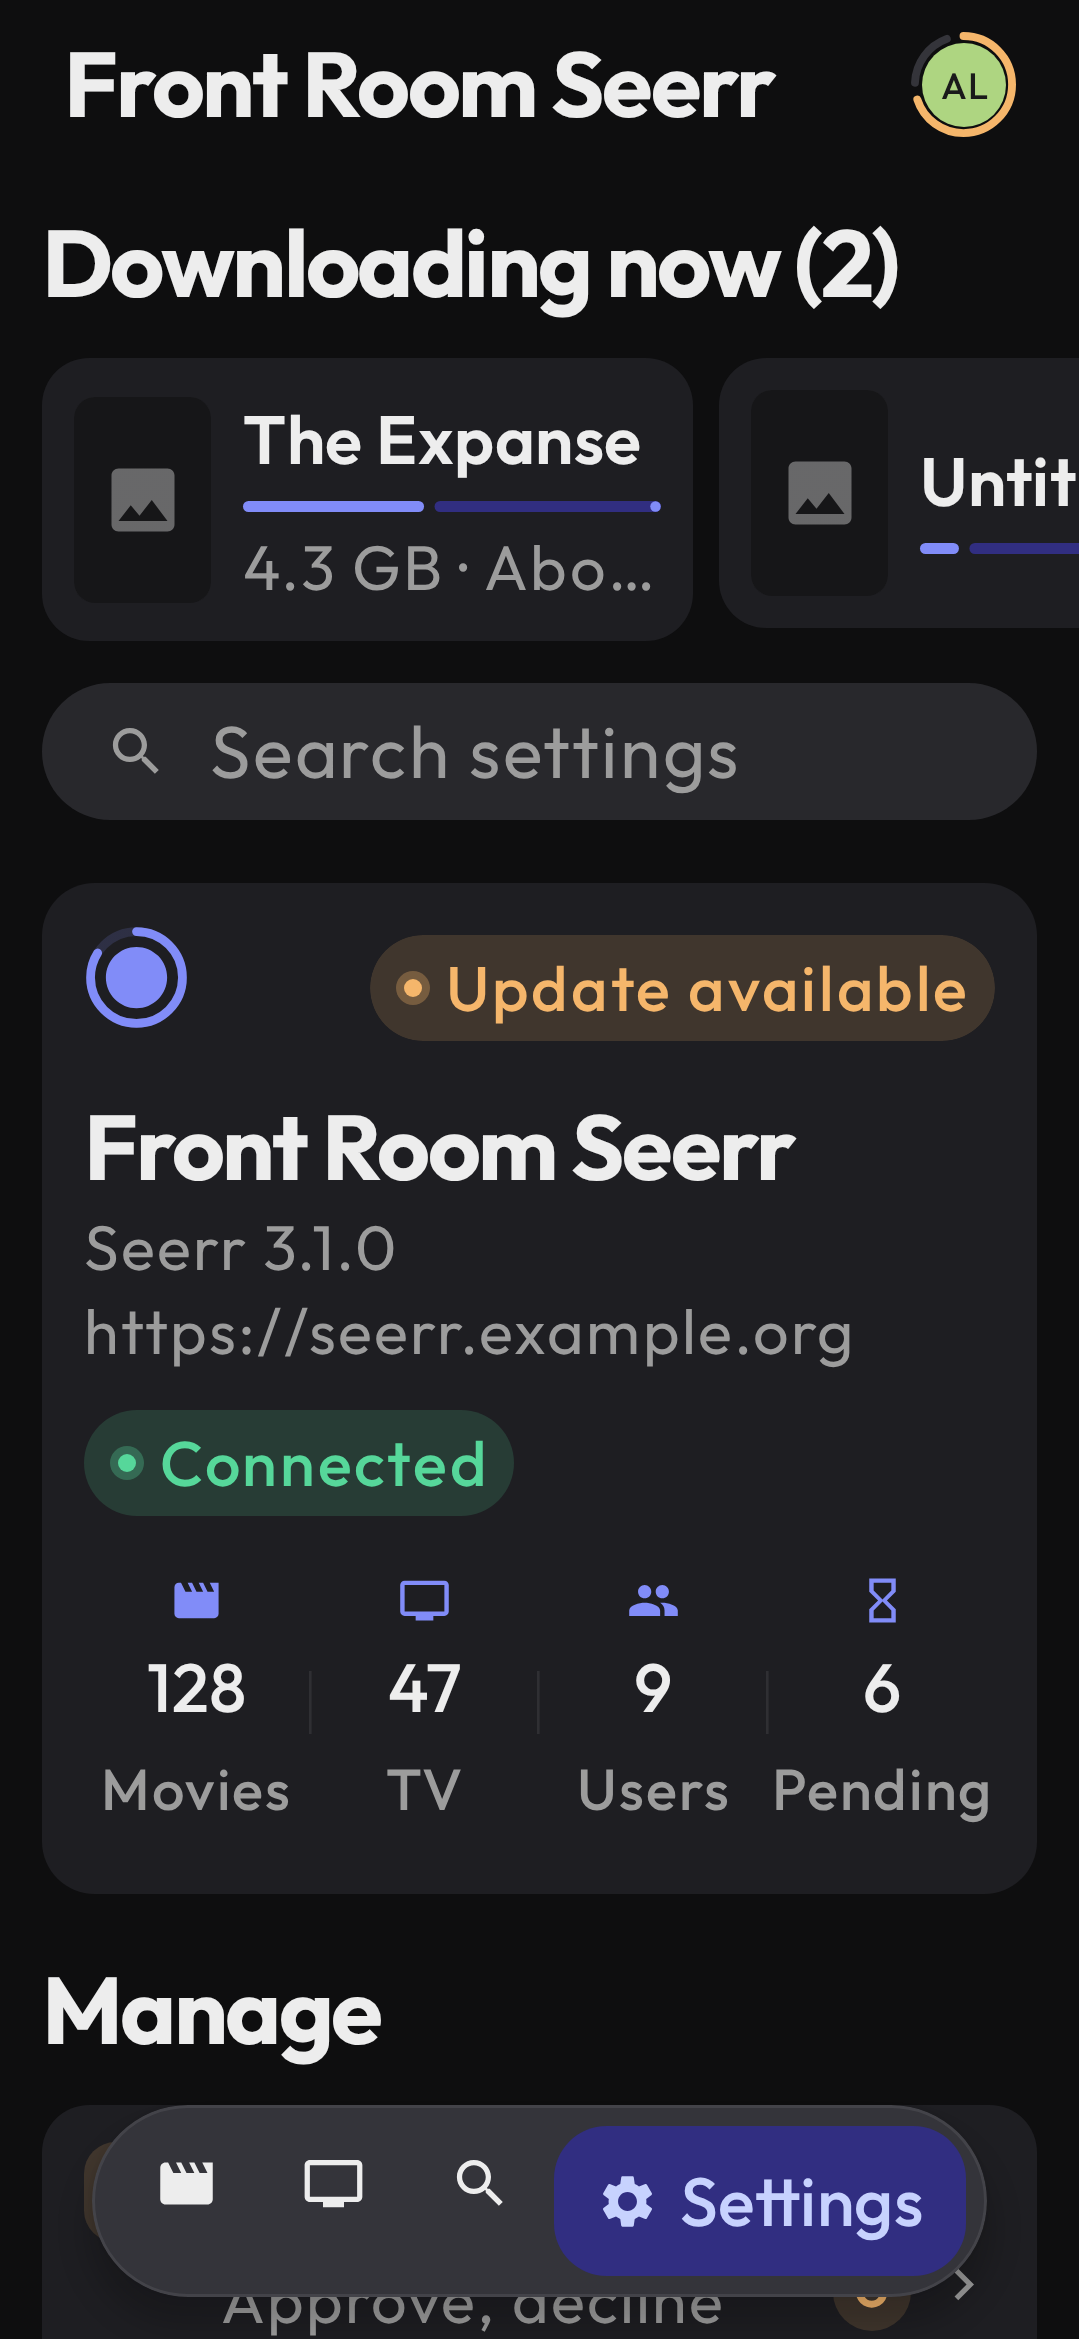 Front Room Seerr
AL
Downloading now (2)
The Expanse
4.3 GB · Abo...
Untit
Search settings
Update available
Front Room Seerr
Seerr 3.1.0
https://seerr.example.org
Connected
128 47 9 6
Movies TV Users Pending
Manage
Settings
Approve, decline